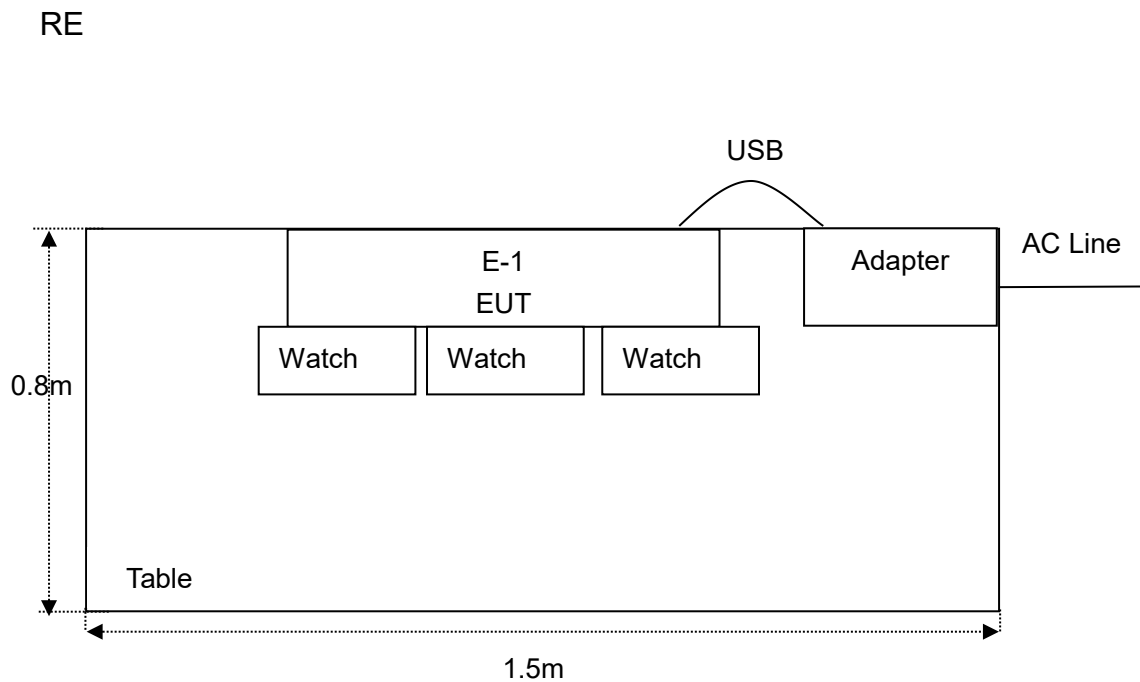 RE
USB
AC Line
E-1
EUT
Adapter
Watch
Watch
Watch
0.8m
Table
1.5m